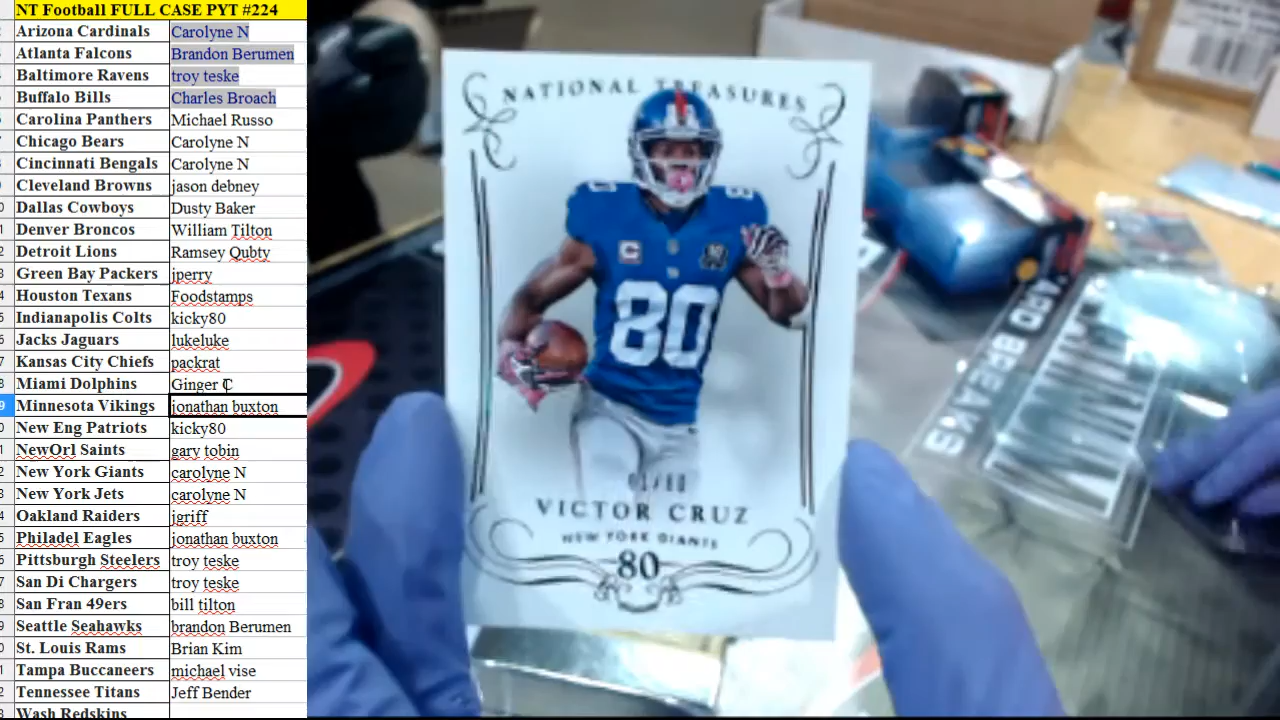 NT Football FULL CASE PYT #224
Arizona Cardinals Carolyne N
Atlanta Falcons Brandon Berumen
Baltimore Ravens troy teske
Buffalo Bills Charles Broach
Carolina Panthers Michael Russo
Chicago Bears Carolyne N
Cincinnati Bengals Carolyne N
Cleveland Browns jason debney
Dallas Cowboys Dusty Baker
Denver Broncos William Tilton
Detroit Lions Ramsey Qubty
Green Bay Packers jperry
Houston Texans Foodstamps
Indianapolis Colts kicky80
Jacks Jaguars lukeluke
Kansas City Chiefs packrat
Miami Dolphins Ginger C
Minnesota Vikings jonathan buxton
New Eng Patriots kicky80
NewOrl Saints gary tobin
New York Giants carolyne N
New York Jets carolyne N
Oakland Raiders jgriff
Philadel Eagles jonathan buxton
Pittsburgh Steelers troy teske
San Di Chargers troy teske
San Fran 49ers bill tilton
Seattle Seahawks brandon Berumen
St. Louis Rams Brian Kim
Tampa Buccaneers michael vise
Tennessee Titans Jeff Bender
Wash Redskins
NATIONAL TREASURES
80
80
C
80
VICTOR CRUZ
NEW YORK GIANTS
80
CARD BREAKS